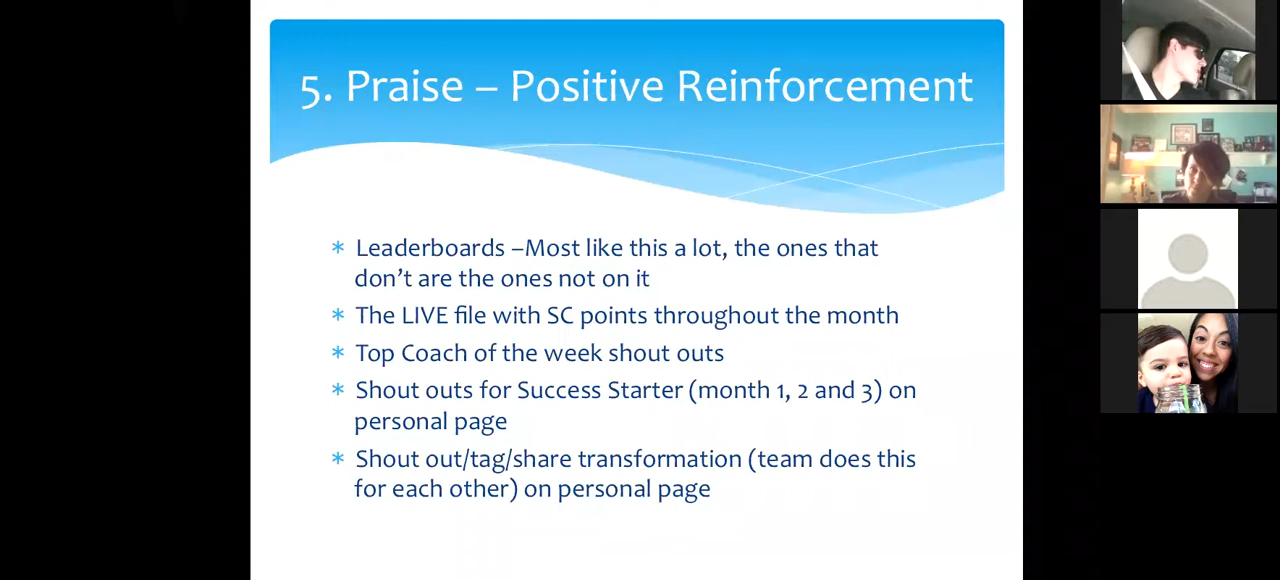 5. Praise – Positive Reinforcement
* Leaderboards –Most like this a lot, the ones that
don't are the ones not on it
* The LIVE file with SC points throughout the month
* Top Coach of the week shout outs
* Shout outs for Success Starter (month 1, 2 and 3) on
personal page
* Shout out/tag/share transformation (team does this
for each other) on personal page